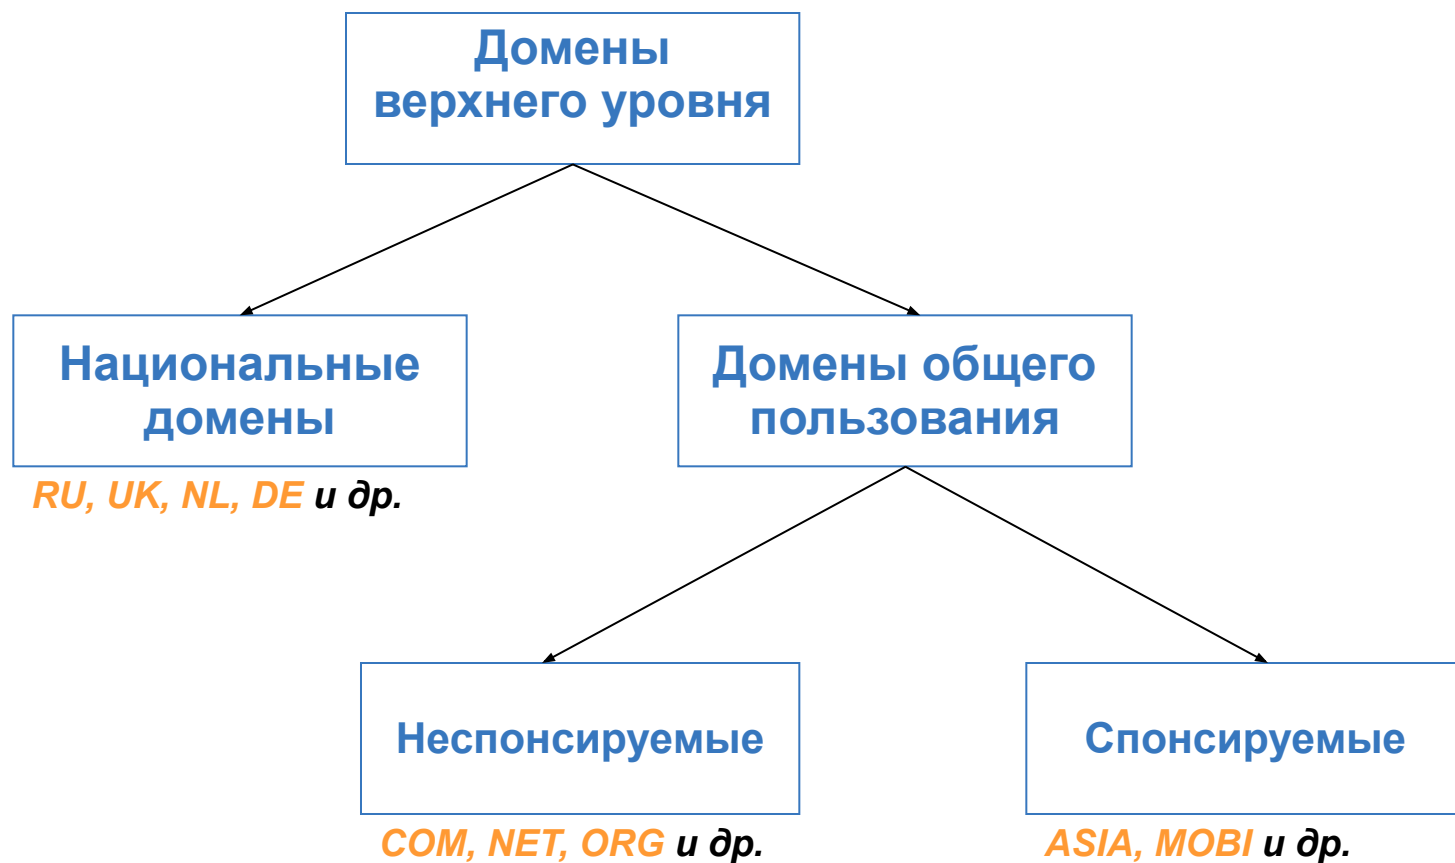 Домены
верхнего уровня
Национальные
домены
Домены общего
пользования
RU, UK, NL, DE и др.
Неспонсируемые
Спонсируемые
COM, NET, ORG и др.
ASIA, MOBI и др.